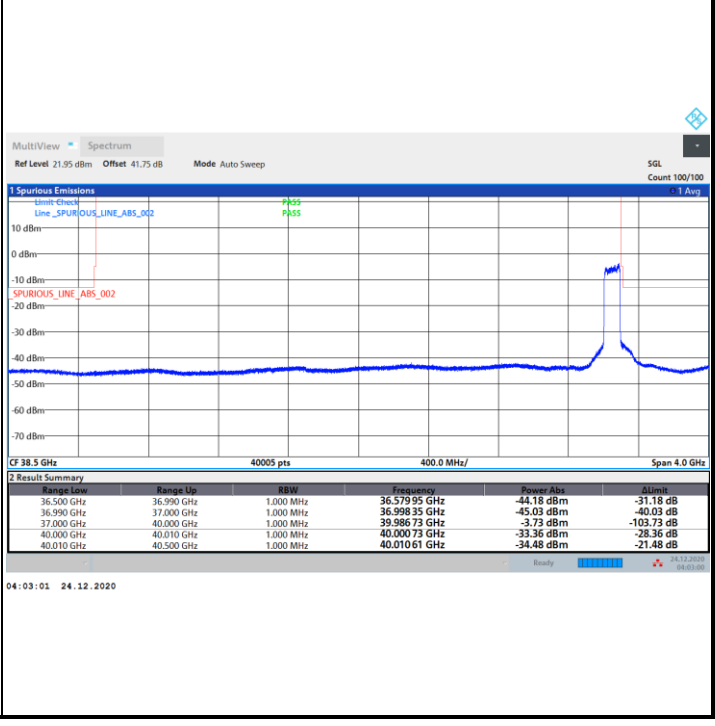 MultiView Spectrum
Ref Level 21.95 dBm Offset 41.75 dB Mode Auto Sweep SGL
Count 100/100
1 Spurious Emissions 1 Avg
Limit Check PASS
Line _SPURIOUS_LINE_ABS_002 PASS
10 dBm
0 dBm
-10 dBm
_SPURIOUS_LINE_ABS_002
-20 dBm
-30 dBm
-40 dBm
-50 dBm
-60 dBm
-70 dBm
CF 38.5 GHz 40005 pts 400.0 MHz/ Span 4.0 GHz
2 Result Summary
Range Low Range Up RBW Frequency Power Abs ΔLimit
36.500 GHz 36.990 GHz 1.000 MHz 36.579 95 GHz -44.18 dBm -31.18 dB
36.990 GHz 37.000 GHz 1.000 MHz 36.998 35 GHz -45.03 dBm -40.03 dB
37.000 GHz 40.000 GHz 1.000 MHz 39.986 73 GHz -3.73 dBm -103.73 dB
40.000 GHz 40.010 GHz 1.000 MHz 40.000 73 GHz -33.36 dBm -28.36 dB
40.010 GHz 40.500 GHz 1.000 MHz 40.010 61 GHz -34.48 dBm -21.48 dB
Ready 24.12.2020
04:03:00
04:03:01 24.12.2020